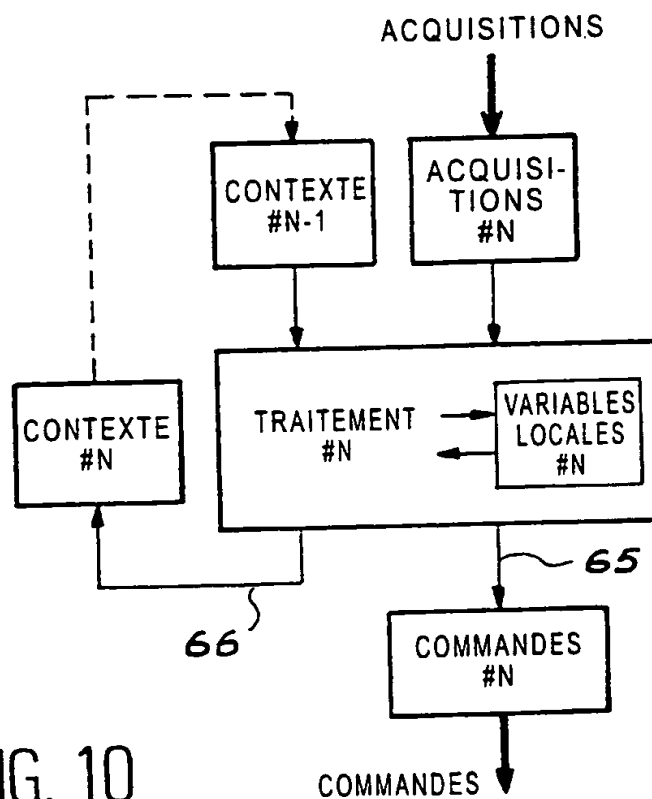 ACQUISITIONS
CONTEXTE
#N-1
ACQUISI-
TIONS
#N
CONTEXTE
#N
TRAITEMENT
#N
VARIABLES
LOCALES
#N
65
66
COMMANDES
#N
IG. 10
COMMANDES